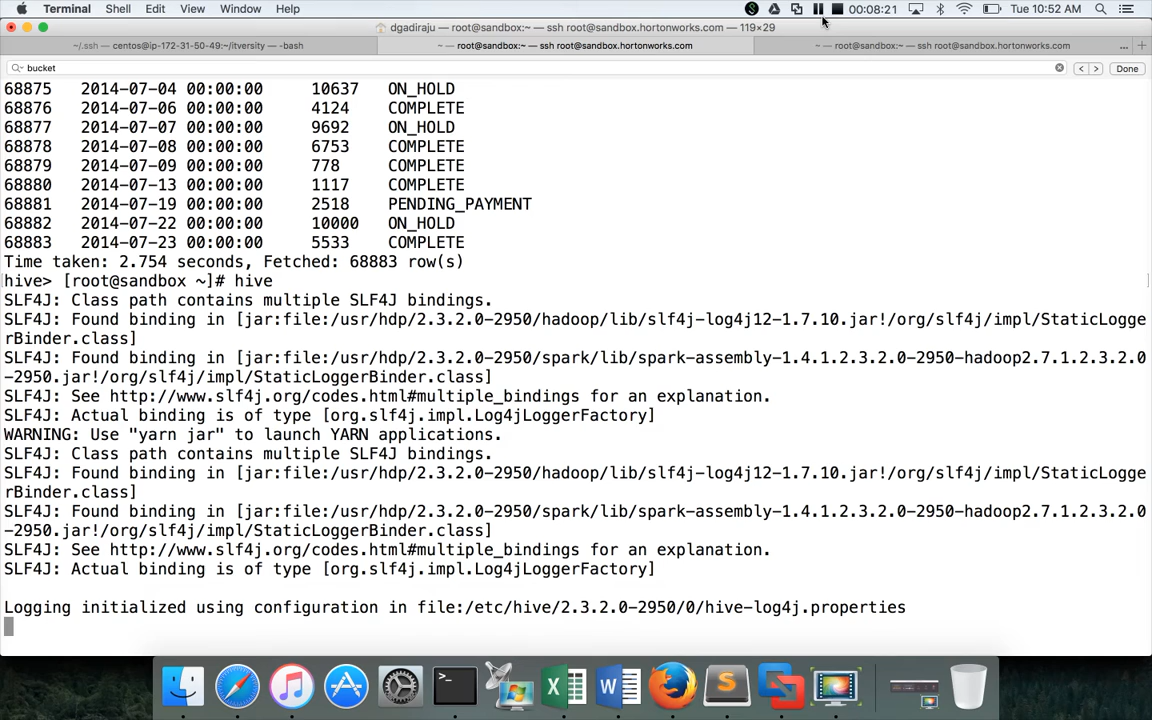 Terminal Shell Edit View Window Help 00:08:21 Tue 10:52 AM
dgadiraju — root@sandbox:~ — ssh root@sandbox.hortonworks.com — 119×29
~/.ssh — centos@ip-172-31-50-49:~/itversity — -bash
~ — root@sandbox:~ — ssh root@sandbox.hortonworks.com
~ — root@sandbox:~ — ssh root@sandbox.hortonworks.com ...
bucket < > Done
68875 2014-07-04 00:00:00 10637 ON_HOLD
68876 2014-07-06 00:00:00 4124 COMPLETE
68877 2014-07-07 00:00:00 9692 ON_HOLD
68878 2014-07-08 00:00:00 6753 COMPLETE
68879 2014-07-09 00:00:00 778 COMPLETE
68880 2014-07-13 00:00:00 1117 COMPLETE
68881 2014-07-19 00:00:00 2518 PENDING_PAYMENT
68882 2014-07-22 00:00:00 10000 ON_HOLD
68883 2014-07-23 00:00:00 5533 COMPLETE
Time taken: 2.754 seconds, Fetched: 68883 row(s)
hive> [root@sandbox ~]# hive
SLF4J: Class path contains multiple SLF4J bindings.
SLF4J: Found binding in [jar:file:/usr/hdp/2.3.2.0-2950/hadoop/lib/slf4j-log4j12-1.7.10.jar!/org/slf4j/impl/StaticLogge
rBinder.class]
SLF4J: Found binding in [jar:file:/usr/hdp/2.3.2.0-2950/spark/lib/spark-assembly-1.4.1.2.3.2.0-2950-hadoop2.7.1.2.3.2.0
-2950.jar!/org/slf4j/impl/StaticLoggerBinder.class]
SLF4J: See http://www.slf4j.org/codes.html#multiple_bindings for an explanation.
SLF4J: Actual binding is of type [org.slf4j.impl.Log4jLoggerFactory]
WARNING: Use "yarn jar" to launch YARN applications.
SLF4J: Class path contains multiple SLF4J bindings.
SLF4J: Found binding in [jar:file:/usr/hdp/2.3.2.0-2950/hadoop/lib/slf4j-log4j12-1.7.10.jar!/org/slf4j/impl/StaticLogge
rBinder.class]
SLF4J: Found binding in [jar:file:/usr/hdp/2.3.2.0-2950/spark/lib/spark-assembly-1.4.1.2.3.2.0-2950-hadoop2.7.1.2.3.2.0
-2950.jar!/org/slf4j/impl/StaticLoggerBinder.class]
SLF4J: See http://www.slf4j.org/codes.html#multiple_bindings for an explanation.
SLF4J: Actual binding is of type [org.slf4j.impl.Log4jLoggerFactory]
Logging initialized using configuration in file:/etc/hive/2.3.2.0-2950/0/hive-log4j.properties